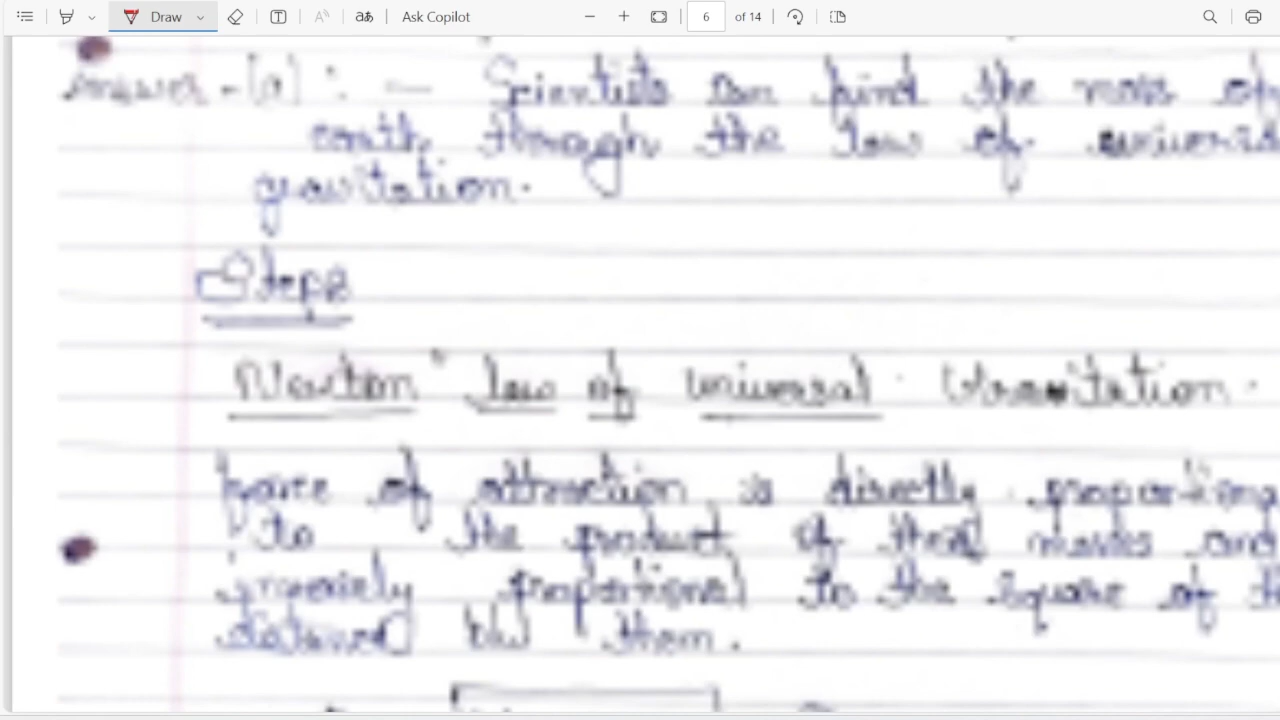 Draw
Ask Copilot
6 of 14
Answer - (a) : — Scientists can find the mass of
earth through the law of universal
gravitation.
Steps
Newton" law of universal Gravitation.
force of attraction is directly proportiona
to the product of their masses and
inversely proportional to the square of th
distance b/w them.